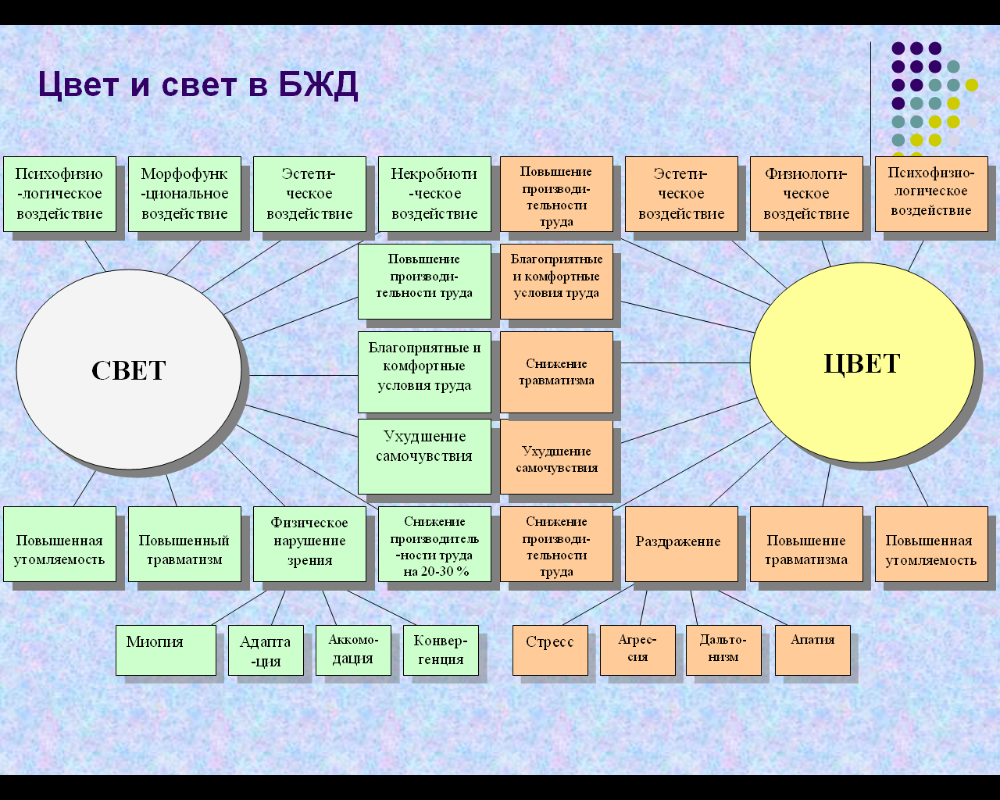 Цвет и свет в БЖД
Психофизио
-логическое
воздействие
Морфофунк
-циональное
воздействие
Эстети-
ческое
воздействие
Некробиоти
-ческое
воздействие
Повышение
производи-
тельности
труда
Эстети-
ческое
воздействие
Физиологи-
ческое
воздействие
Психофизио-
логическое
воздействие
Повышение
производи-
тельности труда
Благоприятные
и комфортные
условия труда
СВЕТ
Благоприятные и
комфортные
условия труда
Снижение
травматизма
ЦВЕТ
Ухудшение
самочувствия
Ухудшение
самочувствия
Повышенная
утомляемость
Повышенный
травматизм
Физическое
нарушение
зрения
Снижение
производитель
-ности труда
на 20-30 %
Снижение
производи-
тельности
труда
Раздражение
Повышение
травматизма
Повышенная
утомляемость
Миопия
Адапта
-ция
Аккомо-
дация
Конвер-
генция
Стресс
Агрес-
сия
Дальто-
низм
Апатия